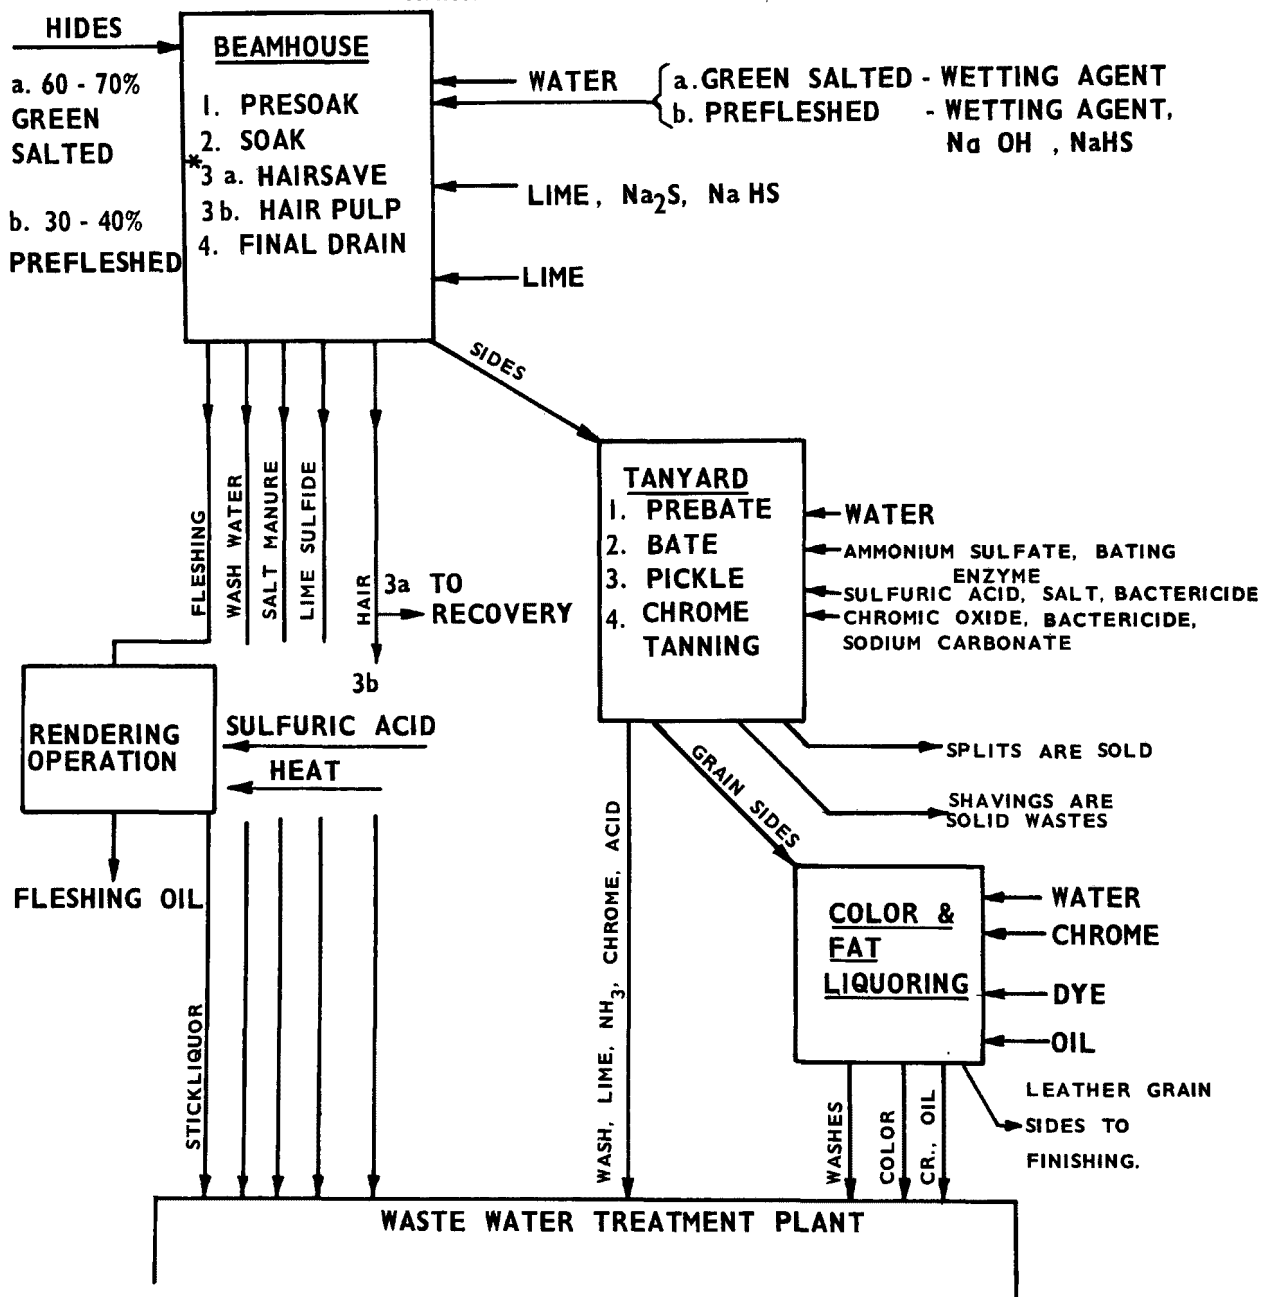 HIDES
a. 60 - 70%
GREEN
SALTED
b. 30 - 40%
PREFLESHED
BEAMHOUSE
1. PRESOAK
2. SOAK
*
3 a. HAIRSAVE
3b. HAIR PULP
4. FINAL DRAIN
WATER
a. GREEN SALTED - WETTING AGENT
b. PREFLESHED - WETTING AGENT,
Na OH , NaHS
LIME, Na2S, Na HS
LIME
SIDES
FLESHING
WASH WATER
SALT MANURE
LIME SULFIDE
HAIR
3a TO
RECOVERY
3b
TANYARD
1. PREBATE
2. BATE
3. PICKLE
4. CHROME
TANNING
WATER
AMMONIUM SULFATE, BATING
ENZYME
SULFURIC ACID, SALT, BACTERICIDE
CHROMIC OXIDE, BACTERICIDE,
SODIUM CARBONATE
RENDERING
OPERATION
SULFURIC ACID
HEAT
FLESHING OIL
STICKLIQUOR
WASH, LIME, NH3, CHROME, ACID
GRAIN SIDES
SPLITS ARE SOLD
SHAVINGS ARE
SOLID WASTES
COLOR &
FAT
LIQUORING
WATER
CHROME
DYE
OIL
WASHES
COLOR
CR., OIL
LEATHER GRAIN
SIDES TO
FINISHING.
WASTE WATER TREATMENT PLANT